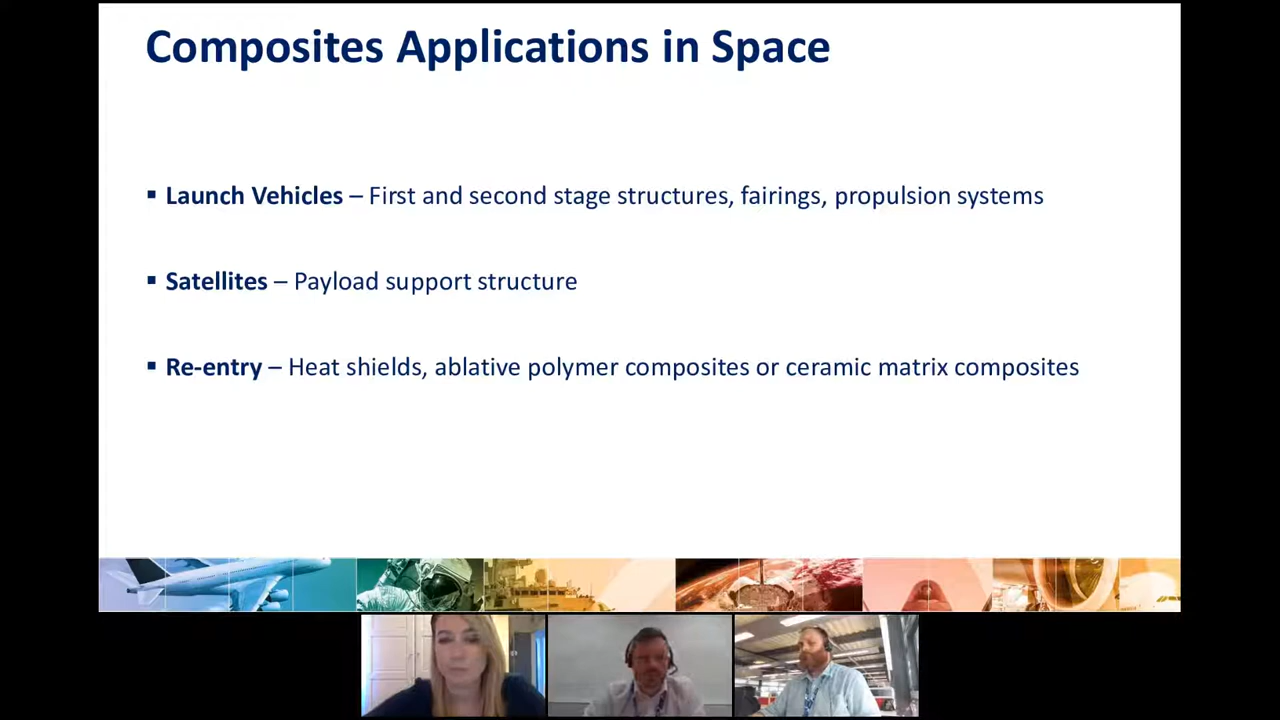 Composites Applications in Space
▪ Launch Vehicles – First and second stage structures, fairings, propulsion systems
▪ Satellites – Payload support structure
▪ Re-entry – Heat shields, ablative polymer composites or ceramic matrix composites